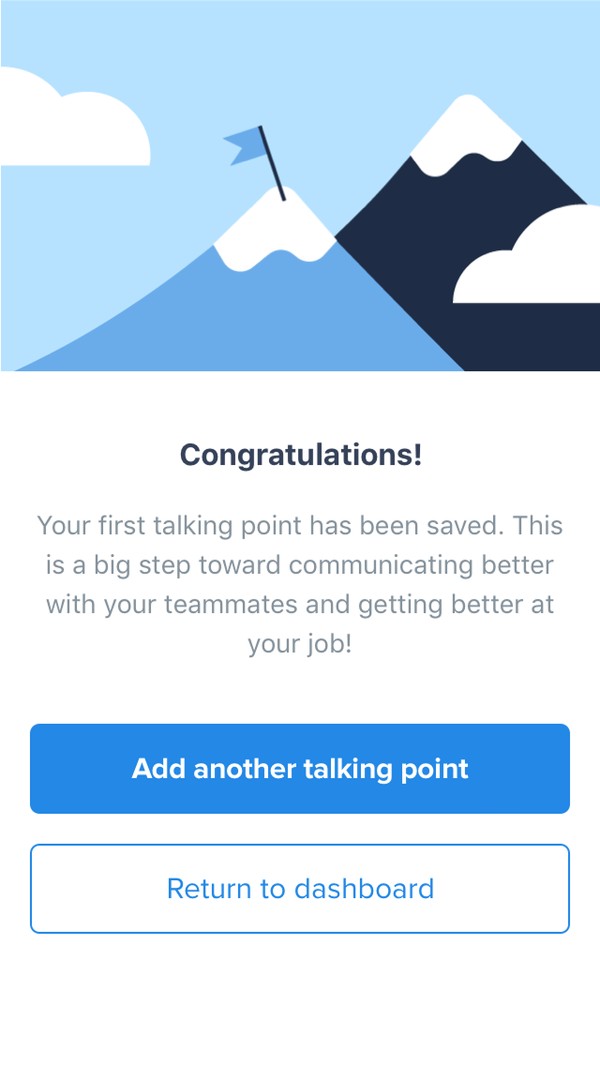 Congratulations!
Your first talking point has been saved. This
is a big step toward communicating better
with your teammates and getting better at
your job!
Add another talking point
Return to dashboard